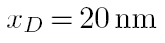 x_D = 20 nm